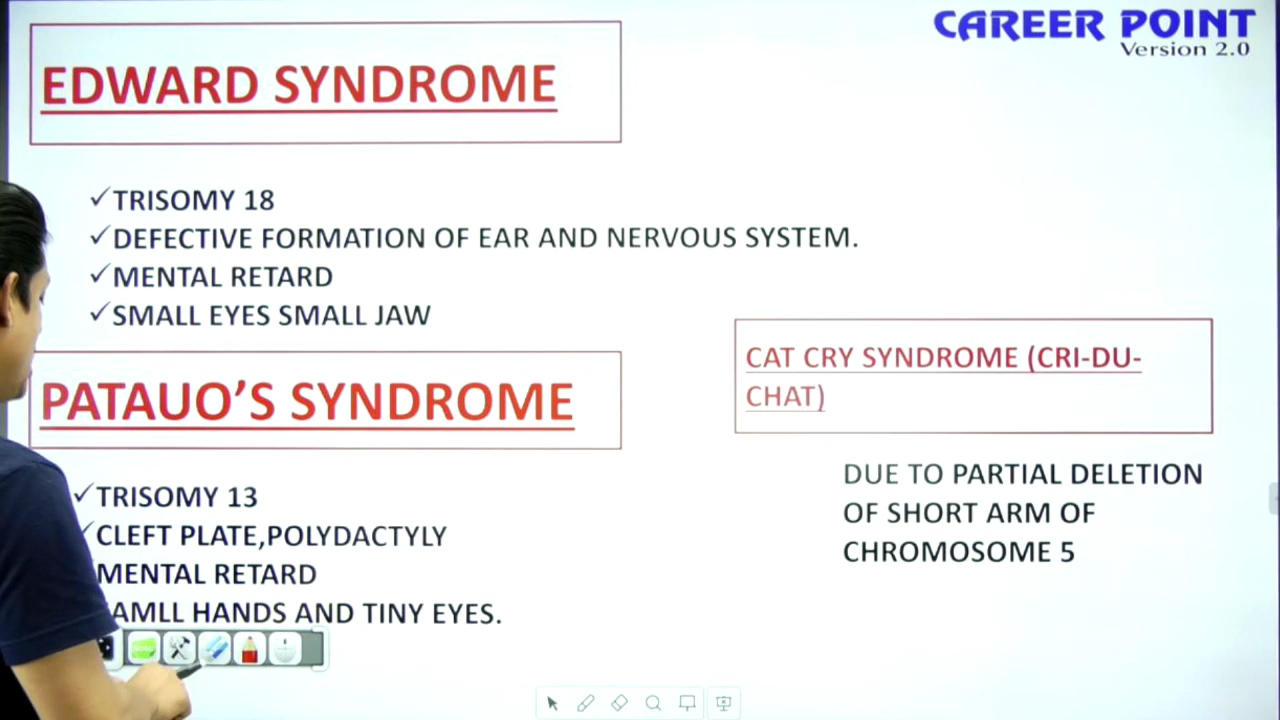 CAREER POINT
Version 2.0
EDWARD SYNDROME
TRISOMY 18
DEFECTIVE FORMATION OF EAR AND NERVOUS SYSTEM.
MENTAL RETARD
SMALL EYES SMALL JAW
PATAUO'S SYNDROME
TRISOMY 13
CLEFT PLATE,POLYDACTYLY
MENTAL RETARD
AMLL HANDS AND TINY EYES.
CAT CRY SYNDROME (CRI-DU-
CHAT)
DUE TO PARTIAL DELETION
OF SHORT ARM OF
CHROMOSOME 5